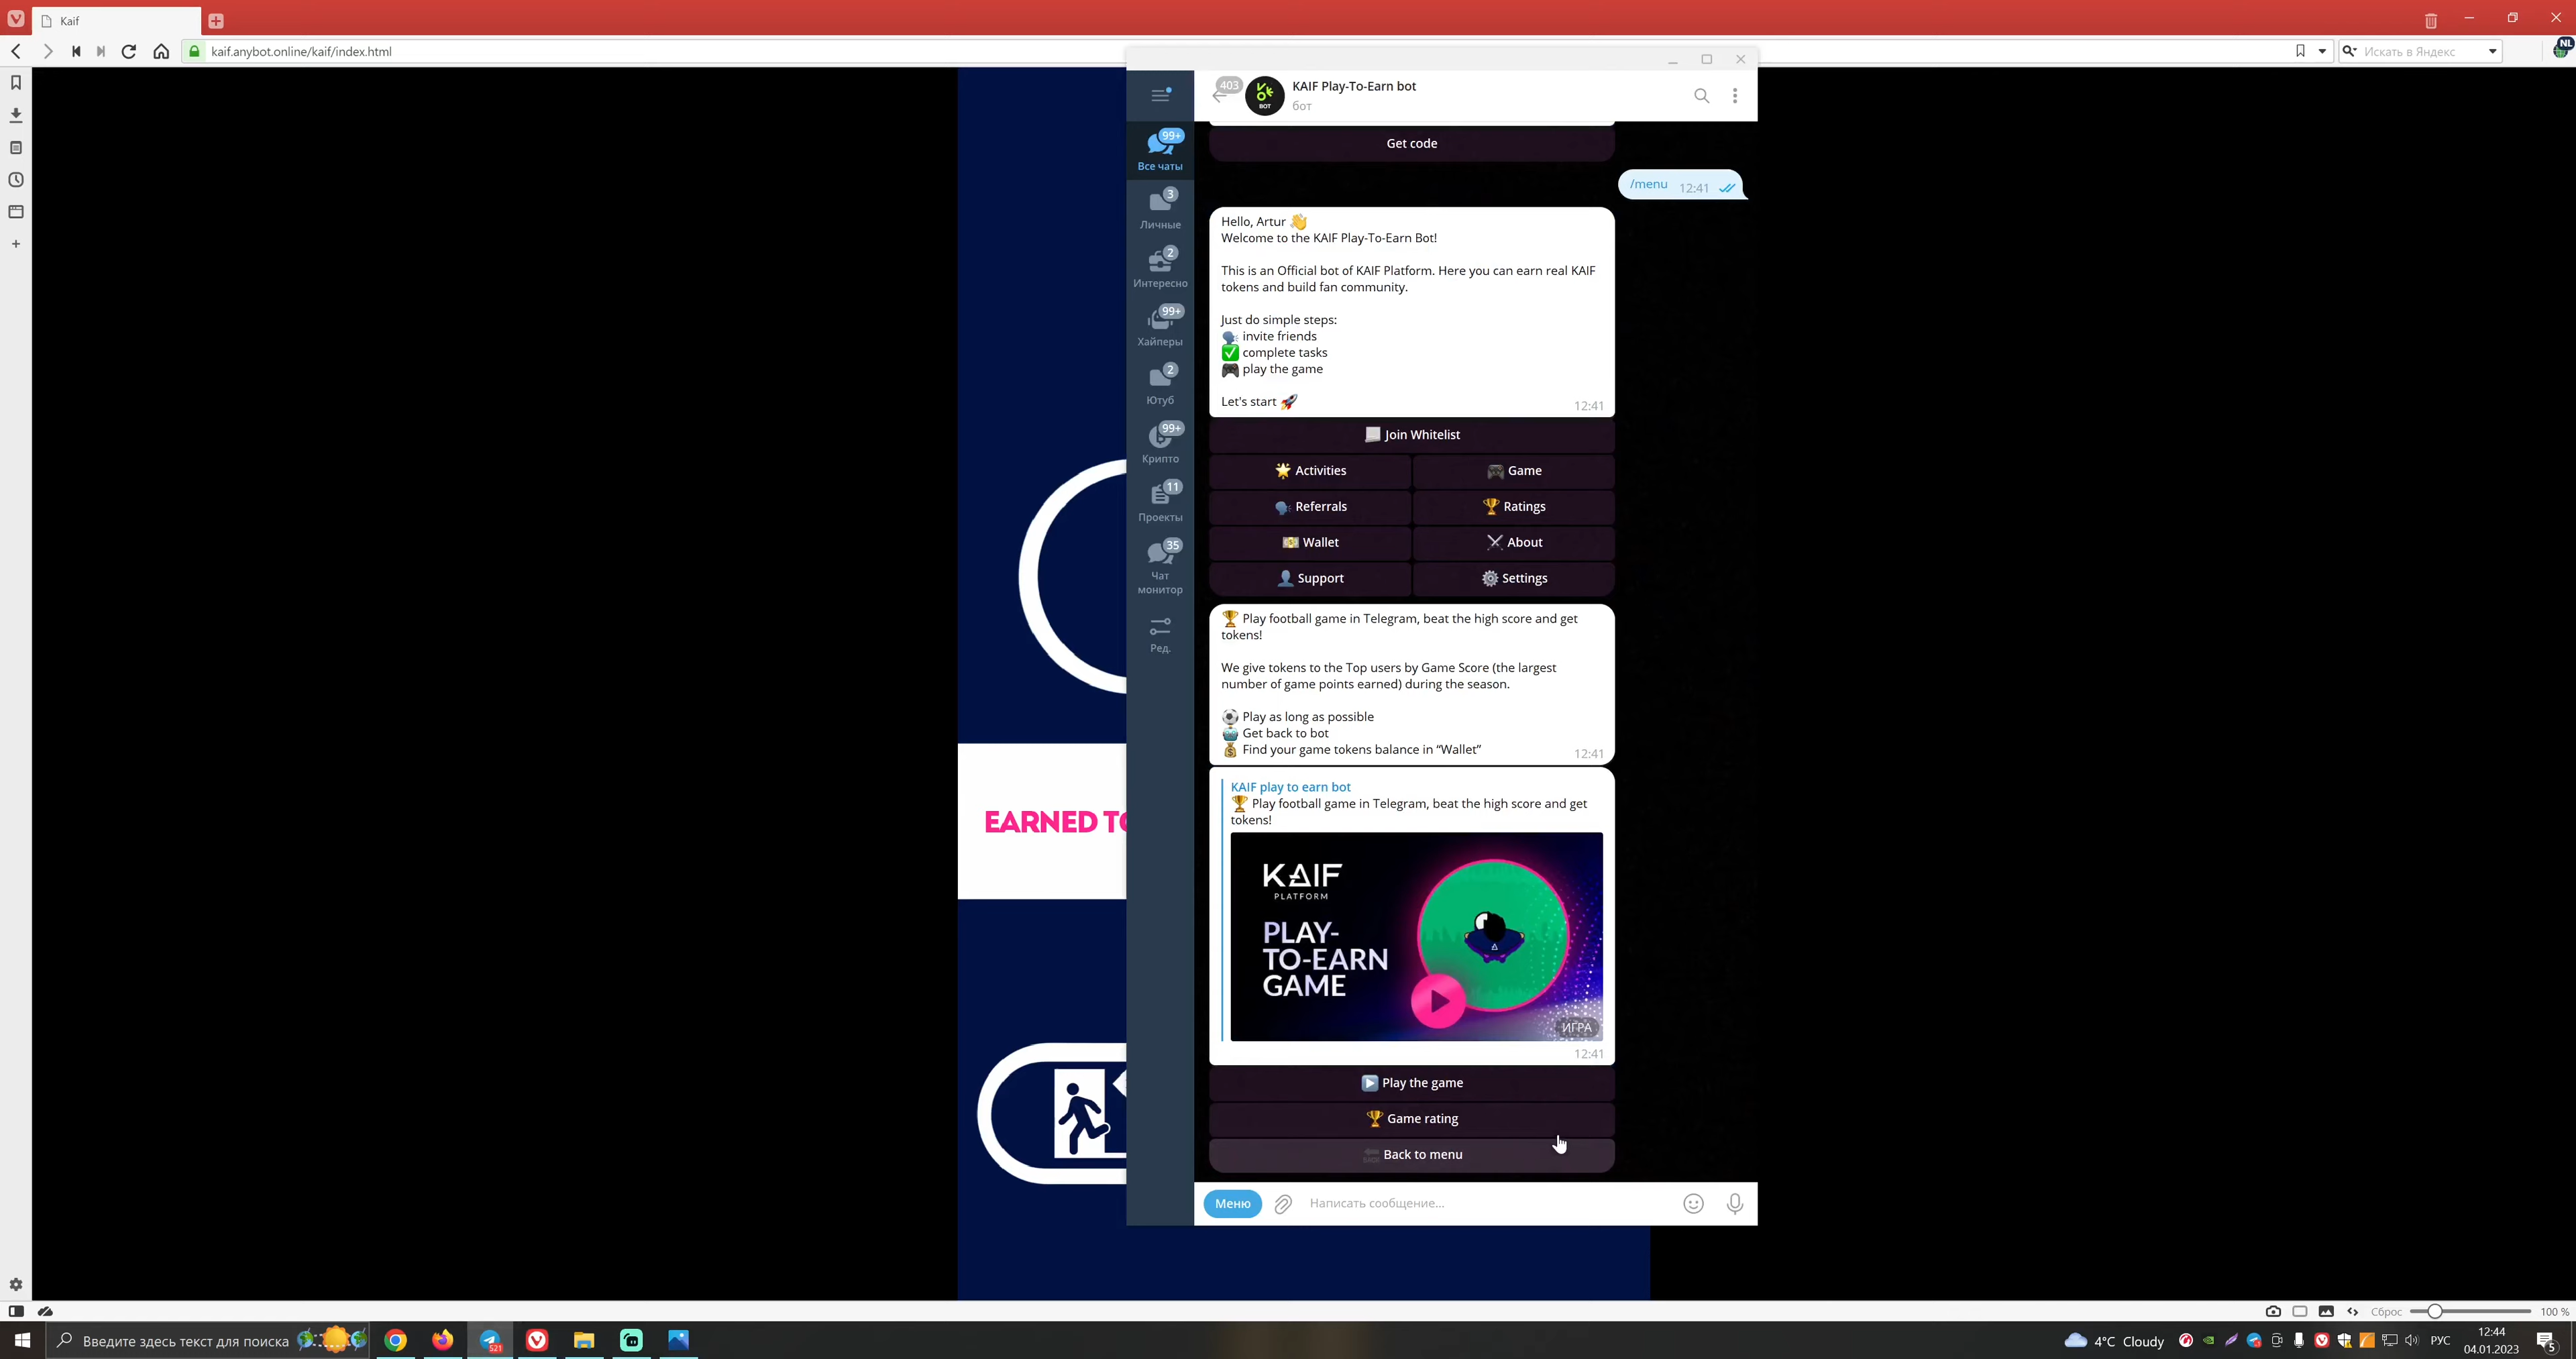 Kaif
kaif.anybot.online/kaif/index.html
Искать в Яндекс
NL
403
KAIF Play-To-Earn bot
бот
BOT
99+
Все чаты
3
Личные
2
Интересно
99+
Хайперы
2
Ютуб
99+
Крипто
11
Проекты
35
Чат
монитор
Ред.
Get code
/menu 12:41
Hello, Artur 👋
Welcome to the KAIF Play-To-Earn Bot!
This is an Official bot of KAIF Platform. Here you can earn real KAIF
tokens and build fan community.
Just do simple steps:
🗣 invite friends
✅ complete tasks
🎮 play the game
Let's start 🚀
12:41
Join Whitelist
🌟 Activities
🎮 Game
🗣 Referrals
🏆 Ratings
💵 Wallet
⚔ About
👤 Support
⚙ Settings
🏆 Play football game in Telegram, beat the high score and get
tokens!
We give tokens to the Top users by Game Score (the largest
number of game points earned) during the season.
⚽ Play as long as possible
🤖 Get back to bot
💰 Find your game tokens balance in “Wallet”
12:41
KAIF play to earn bot
🏆 Play football game in Telegram, beat the high score and get
tokens!
KAIF
PLATFORM
PLAY-
TO-EARN
GAME
ИГРА
12:41
▶ Play the game
🏆 Game rating
Back to menu
Меню
Написать сообщение...
EARNED TO
Сброс
100 %
Введите здесь текст для поиска
521
4°C Cloudy
РУС
12:44
04.01.2023
5